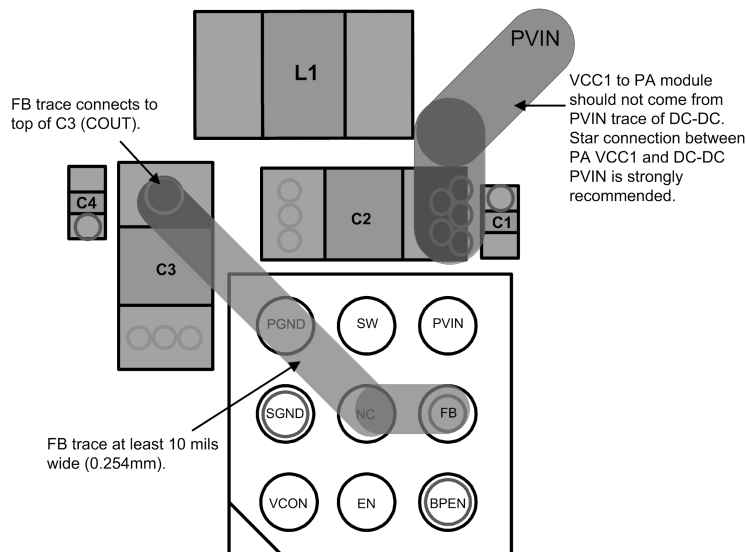 PVIN
L1
FB trace connects to
top of C3 (COUT).
VCC1 to PA module
should not come from
PVIN trace of DC-DC.
Star connection between
PA VCC1 and DC-DC
PVIN is strongly
recommended.
C4
C2
C1
C3
PGND
SW
PVIN
SGND
NC
FB
FB trace at least 10 mils
wide (0.254mm).
VCON
EN
BPEN